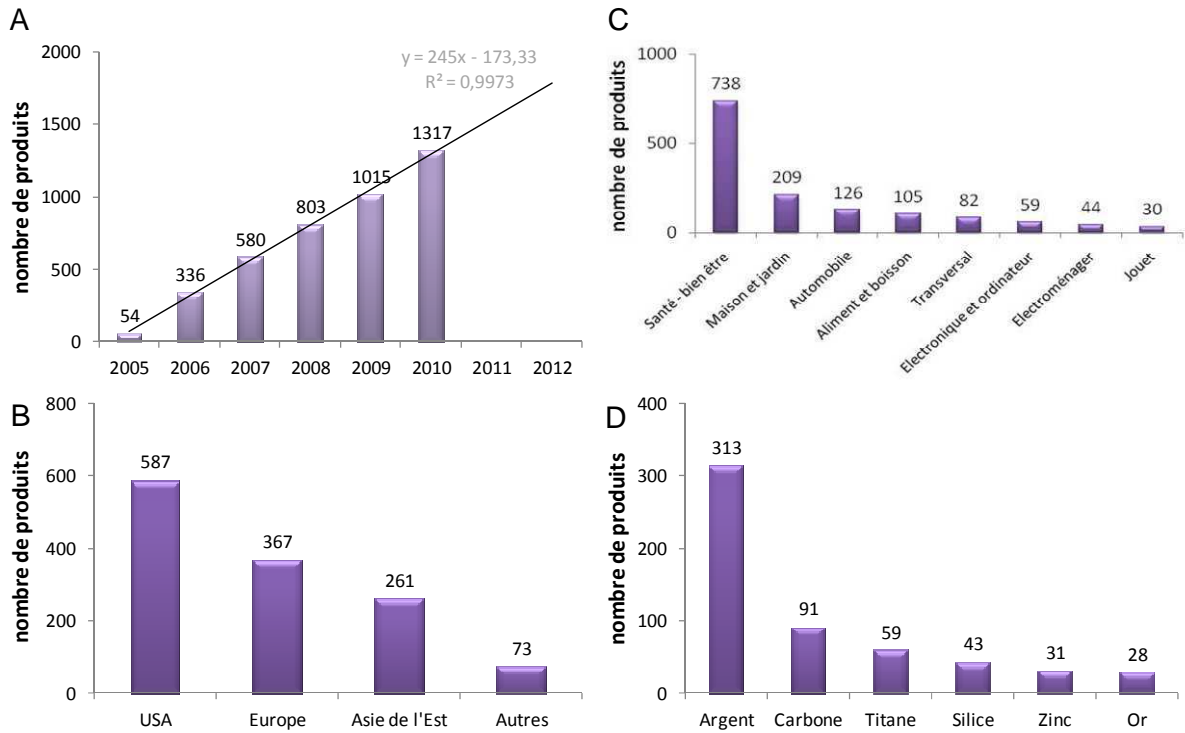 A
nombre de produits
2000
1500
1000
500
0
y = 245x - 173,33
R² = 0,9973
54
336
580
803
1015
1317
2005 2006 2007 2008 2009 2010 2011 2012
C
nombre de produits
1000
500
0
738
209
126
105
82
59
44
30
Santé - bien être
Maison et jardin
Automobile
Aliment et boisson
Transversal
Electronique et ordinateur
Electroménager
Jouet
B
nombre de produits
800
600
400
200
0
587
367
261
73
USA Europe Asie de l'Est Autres
D
nombre de produits
400
300
200
100
0
313
91
59
43
31
28
Argent Carbone Titane Silice Zinc Or